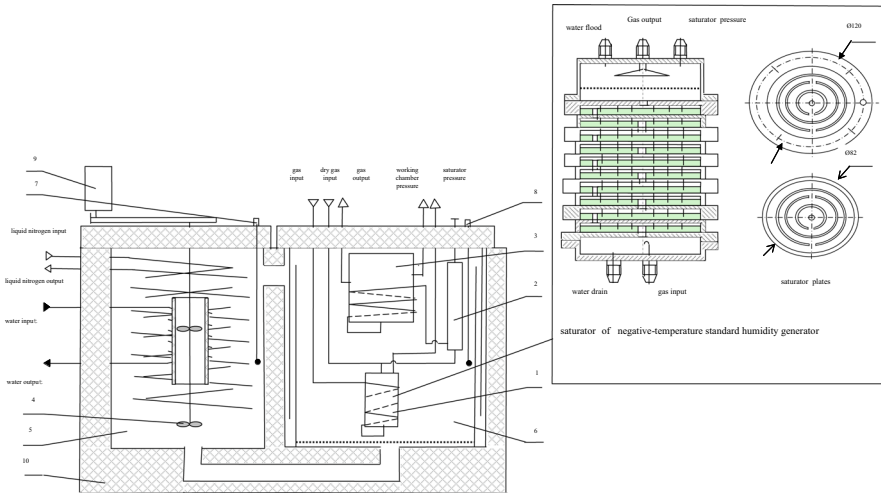 9
7
liquid nitrogen input
liquid nitrogen output
water input
water output
4
5
10
gas
input
dry gas
input
gas
output
working
chamber
pressure
saturator
pressure
8
3
2
1
6
water flood
Gas output
saturator pressure
Ø120
Ø82
water drain
gas input
saturator plates
saturator of negative-temperature standard humidity generator